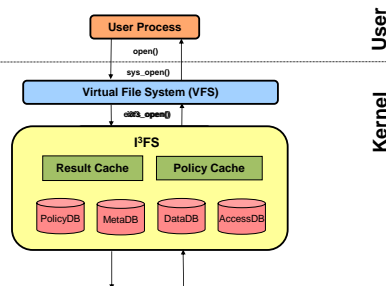 User Process
open()
User
sys_open()
Virtual File System (VFS)
Kernel
I³FS
Result Cache
Policy Cache
PolicyDB
MetaDB
DataDB
AccessDB